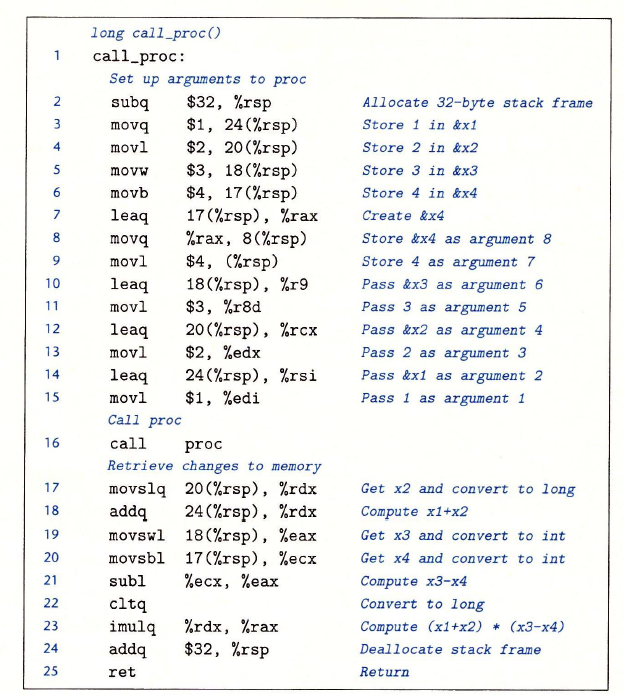 long call_proc()
1 call_proc:
Set up arguments to proc
2 subq $32, %rsp Allocate 32-byte stack frame
3 movq $1, 24(%rsp) Store 1 in &x1
4 movl $2, 20(%rsp) Store 2 in &x2
5 movw $3, 18(%rsp) Store 3 in &x3
6 movb $4, 17(%rsp) Store 4 in &x4
7 leaq 17(%rsp), %rax Create &x4
8 movq %rax, 8(%rsp) Store &x4 as argument 8
9 movl $4, (%rsp) Store 4 as argument 7
10 leaq 18(%rsp), %r9 Pass &x3 as argument 6
11 movl $3, %r8d Pass 3 as argument 5
12 leaq 20(%rsp), %rcx Pass &x2 as argument 4
13 movl $2, %edx Pass 2 as argument 3
14 leaq 24(%rsp), %rsi Pass &x1 as argument 2
15 movl $1, %edi Pass 1 as argument 1
Call proc
16 call proc
Retrieve changes to memory
17 movslq 20(%rsp), %rdx Get x2 and convert to long
18 addq 24(%rsp), %rdx Compute x1+x2
19 movswl 18(%rsp), %eax Get x3 and convert to int
20 movsbl 17(%rsp), %ecx Get x4 and convert to int
21 subl %ecx, %eax Compute x3-x4
22 cltq Convert to long
23 imulq %rdx, %rax Compute (x1+x2) * (x3-x4)
24 addq $32, %rsp Deallocate stack frame
25 ret Return